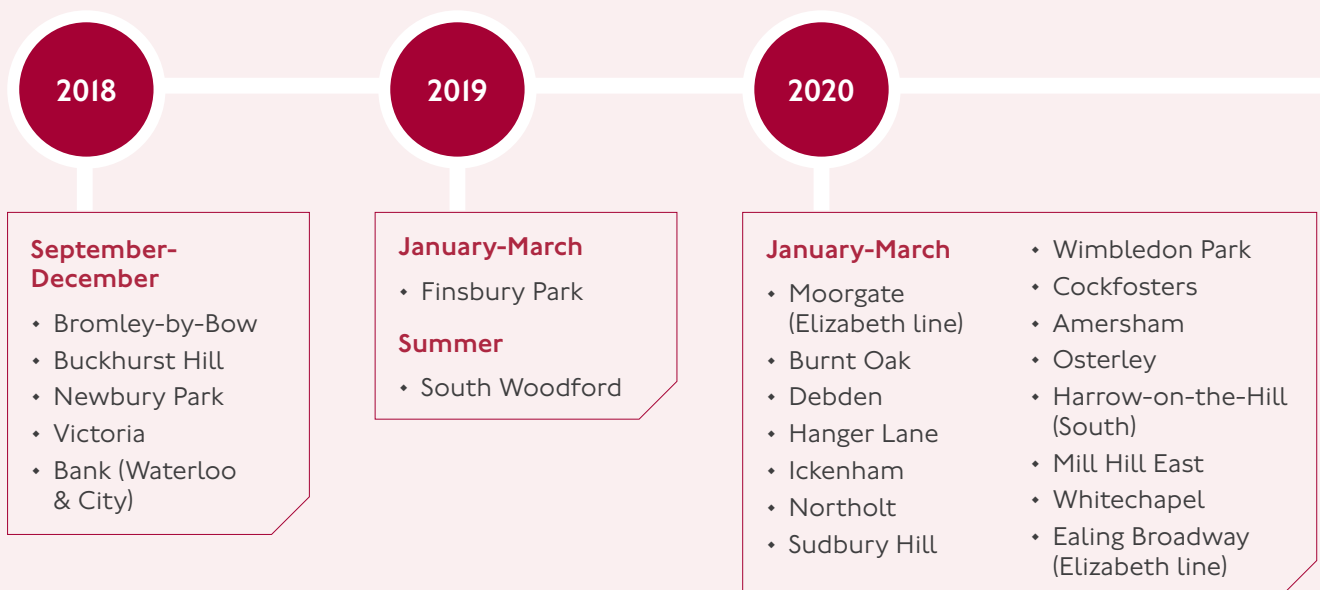 2018
2019
2020
September-
December
• Bromley-by-Bow
• Buckhurst Hill
• Newbury Park
• Victoria
• Bank (Waterloo
& City)
January-March
• Finsbury Park
Summer
• South Woodford
January-March
• Moorgate
(Elizabeth line)
• Burnt Oak
• Debden
• Hanger Lane
• Ickenham
• Northolt
• Sudbury Hill
• Wimbledon Park
• Cockfosters
• Amersham
• Osterley
• Harrow-on-the-Hill
(South)
• Mill Hill East
• Whitechapel
• Ealing Broadway
(Elizabeth line)